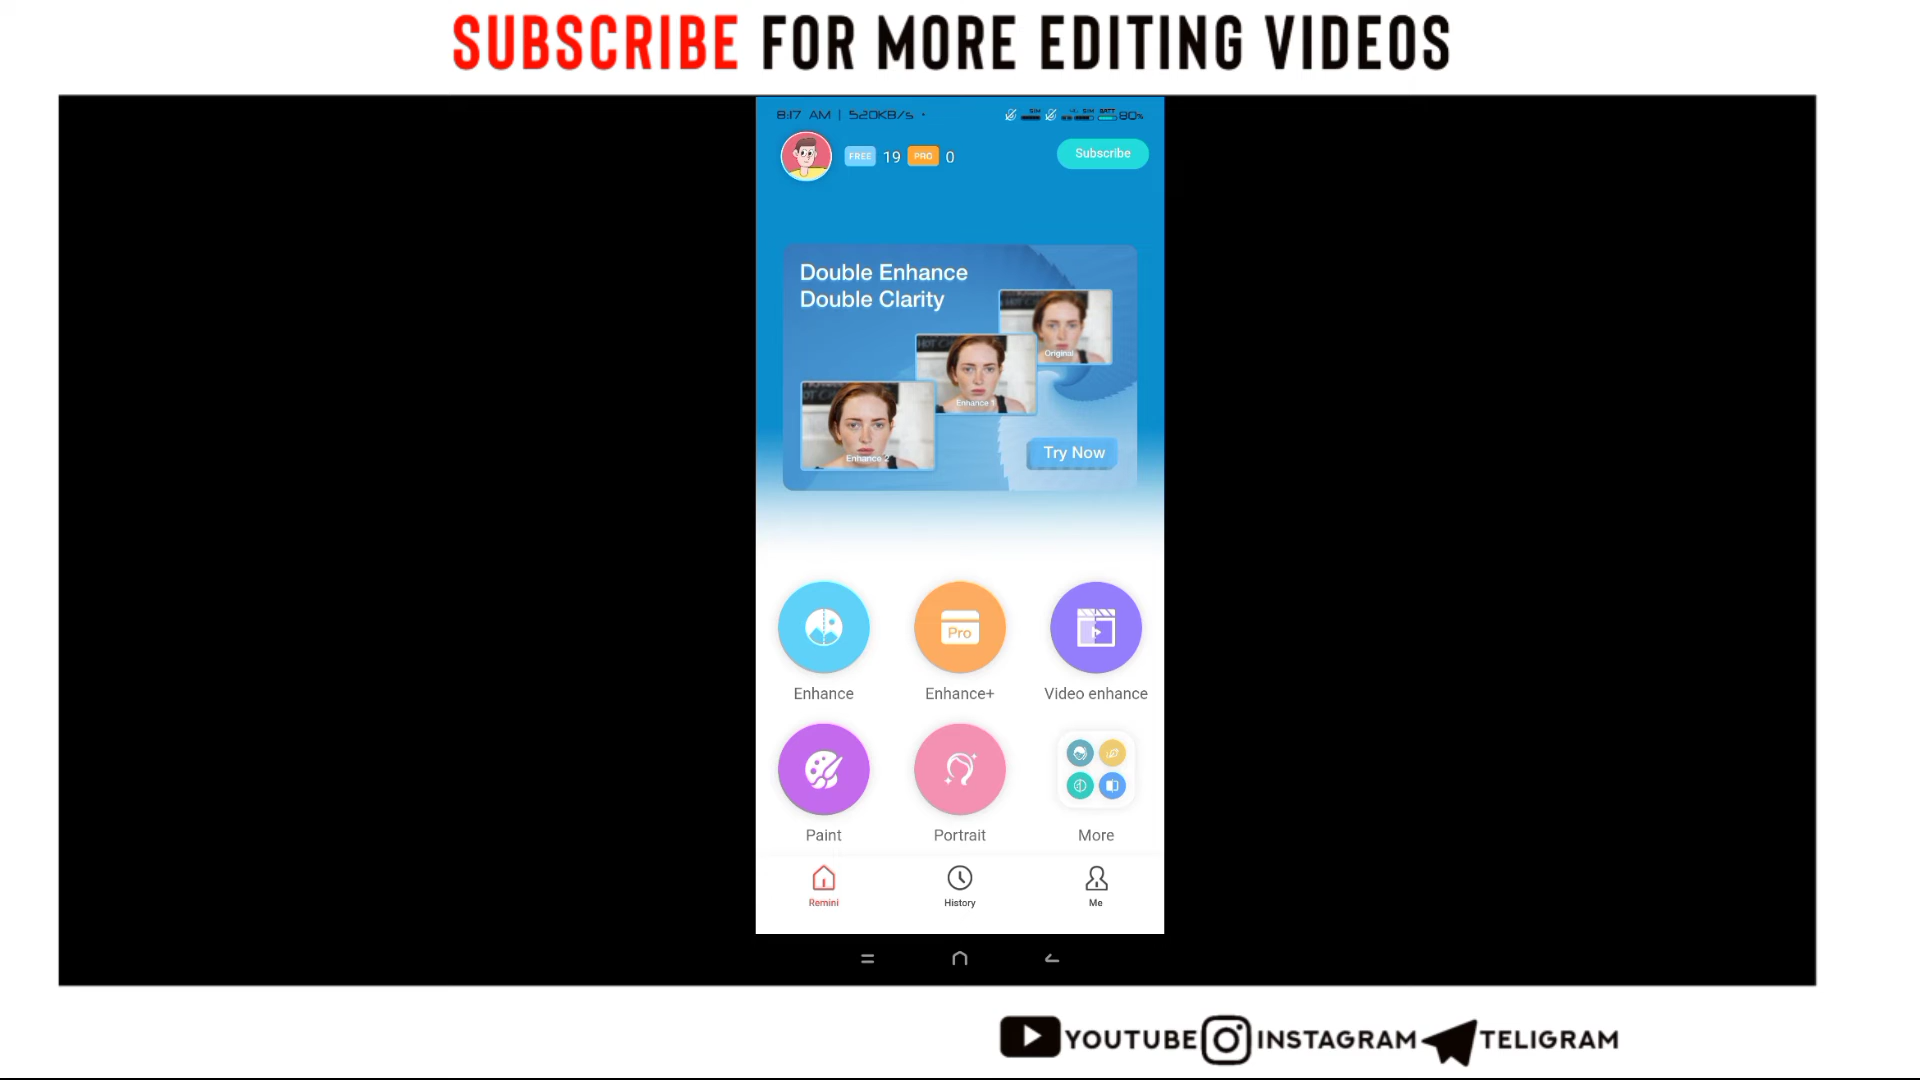 SUBSCRIBE FOR MORE EDITING VIDEOS
8:17 AM | 520KB/s
80%
FREE 19 PRO 0
Subscribe
Double Enhance
Double Clarity
Original
Enhance 1
Enhance 2
Try Now
Pro
Enhance Enhance+ Video enhance
Paint Portrait More
Remini History Me
YOUTUBE INSTAGRAM TELIGRAM